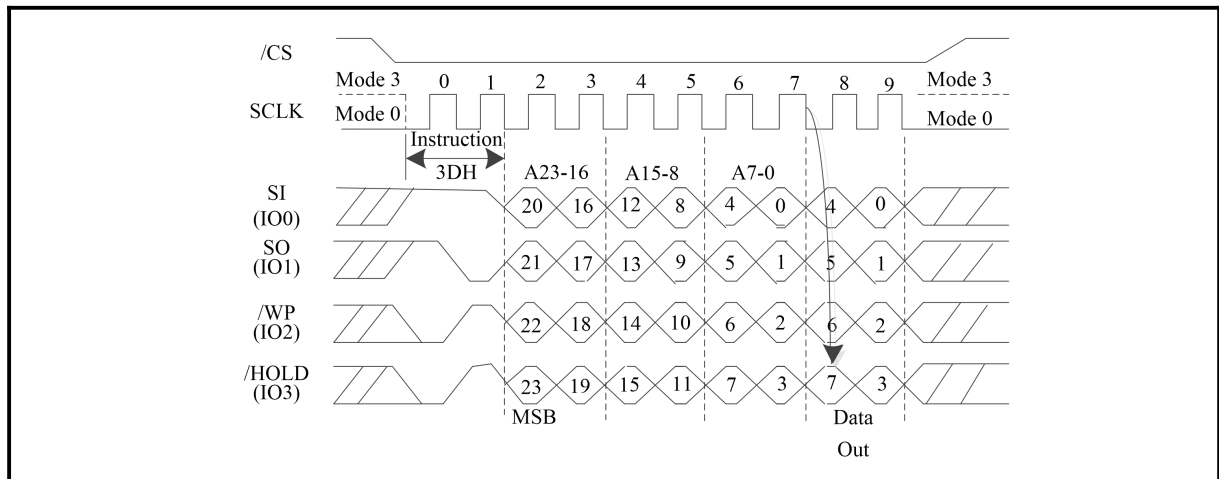 /CS
Mode 3 0 1 2 3 4 5 6 7 8 9 Mode 3
SCLK Mode 0 Mode 0
Instruction
3DH A23-16 A15-8 A7-0
SI
(IO0) 20 16 12 8 4 0 4 0
SO
(IO1) 21 17 13 9 5 1 5 1
/WP
(IO2) 22 18 14 10 6 2 6 2
/HOLD
(IO3) 23 19 15 11 7 3 7 3
MSB Data
Out